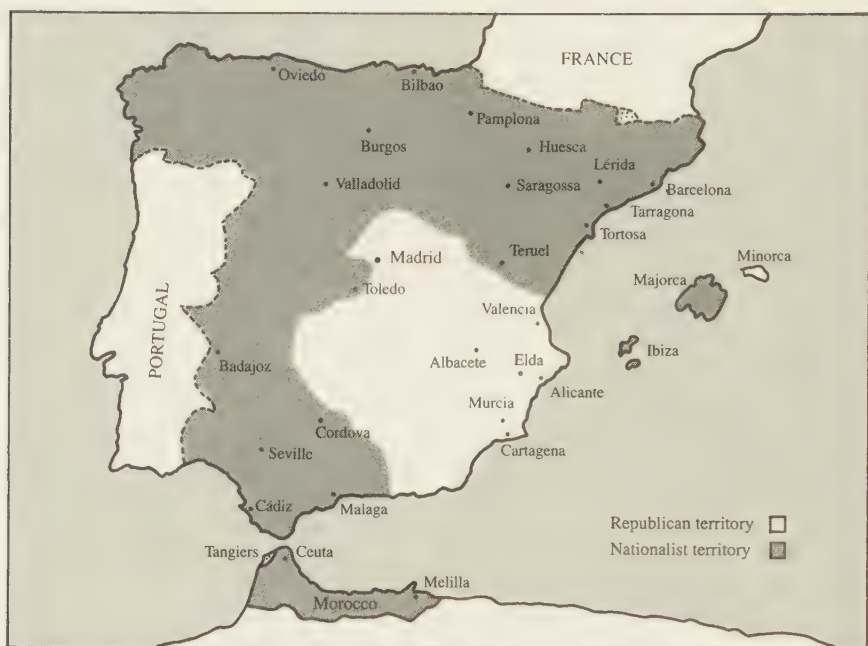 FRANCE
Oviedo
Bilbao
Pamplona
Burgos
Huesca
Lérida
Valladolid
Saragossa
Barcelona
Tarragona
Tortosa
Madrid
Teruel
Minorca
Majorca
Toledo
Valencia
PORTUGAL
Ibiza
Badajoz
Albacete
Elda
Alicante
Murcia
Cordova
Cartagena
Seville
Cádiz
Malaga
Republican territory
Nationalist territory
Tangiers
Ceuta
Melilla
Morocco